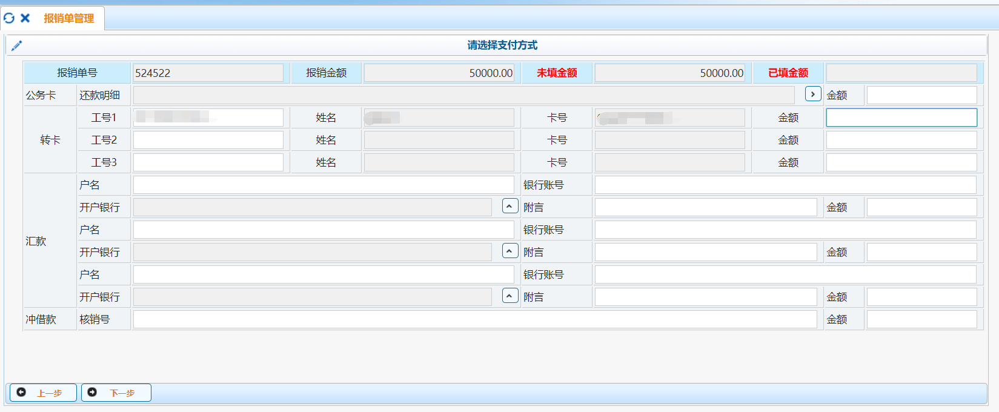 报销单管理
请选择支付方式
报销单号 524522 报销金额 50000.00 未填金额 50000.00 已填金额
公务卡 还款明细 金额
转卡
工号1 姓名 卡号 金额
工号2 姓名 卡号 金额
工号3 姓名 卡号 金额
汇款
户名 银行账号
开户银行 附言 金额
户名 银行账号
开户银行 附言 金额
户名 银行账号
开户银行 附言 金额
冲借款 核销号 金额
上一步 下一步